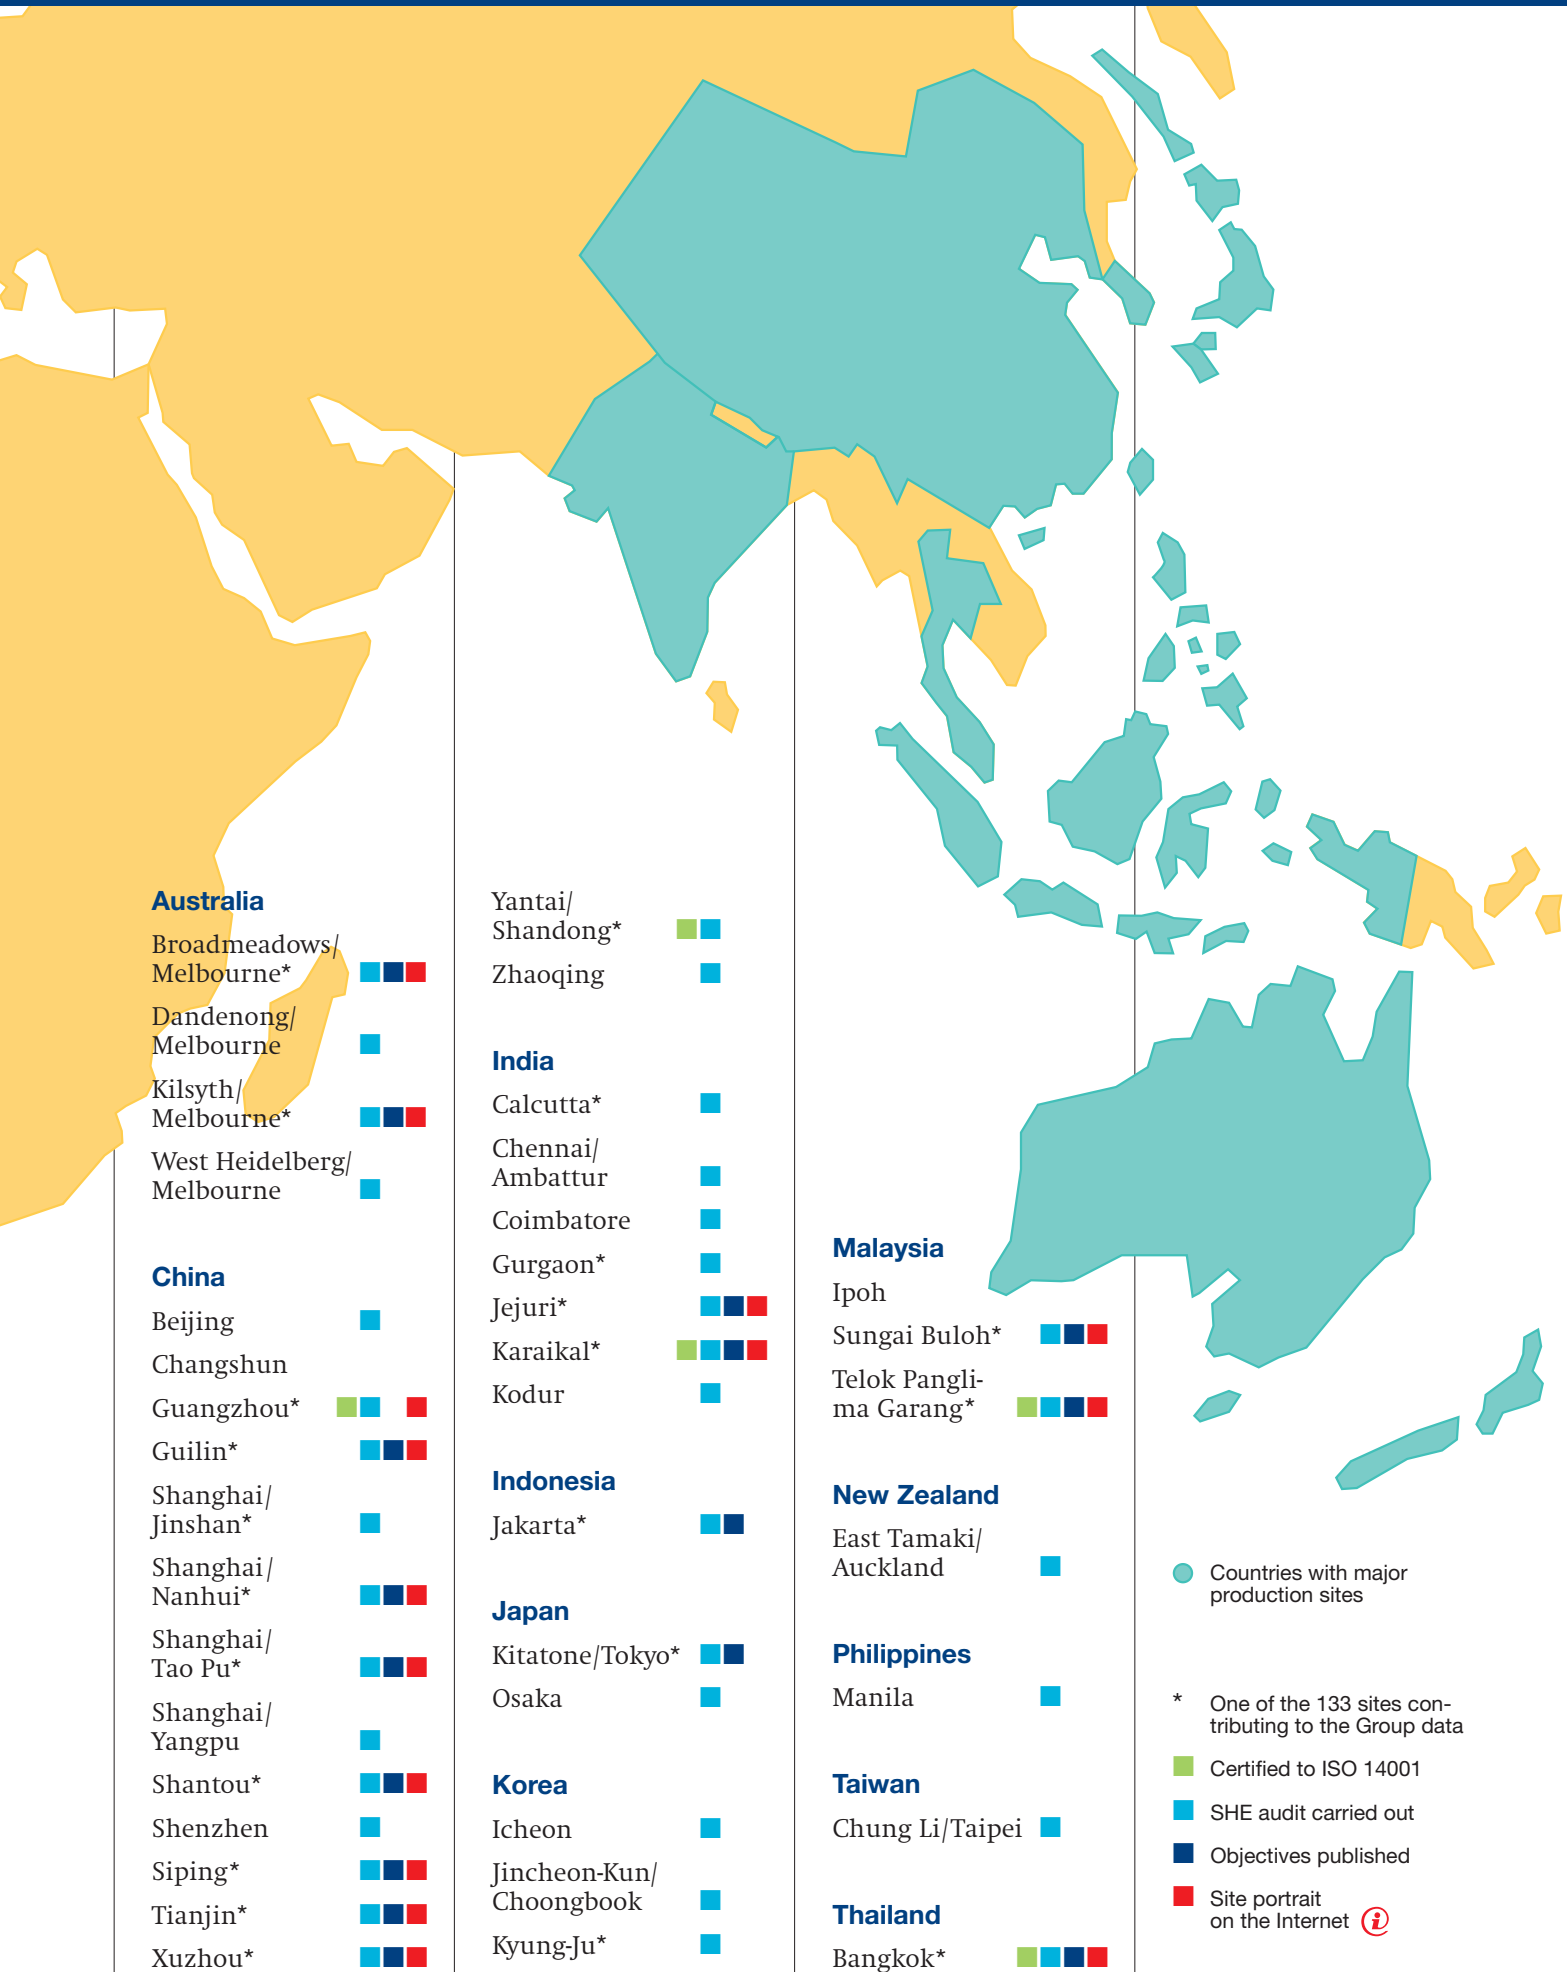 Australia
Broadmeadows/
Melbourne*
Dandenong/
Melbourne
Kilsyth/
Melbourne*
West Heidelberg/
Melbourne
China
Beijing
Changshun
Guangzhou*
Guilin*
Shanghai/
Jinshan*
Shanghai/
Nanhui*
Shanghai/
Tao Pu*
Shanghai/
Yangpu
Shantou*
Shenzhen
Siping*
Tianjin*
Xuzhou*
Yantai/
Shandong*
Zhaoqing
India
Calcutta*
Chennai/
Ambattur
Coimbatore
Gurgaon*
Jejuri*
Karaikal*
Kodur
Indonesia
Jakarta*
Japan
Kitatone/Tokyo*
Osaka
Korea
Icheon
Jincheon-Kun/
Choongbook
Kyung-Ju*
Malaysia
Ipoh
Sungai Buloh*
Telok Pangli-
ma Garang*
New Zealand
East Tamaki/
Auckland
Philippines
Manila
Taiwan
Chung Li/Taipei
Thailand
Bangkok*
Countries with major
production sites
* One of the 133 sites con-
tributing to the Group data
Certified to ISO 14001
SHE audit carried out
Objectives published
Site portrait
on the Internet i